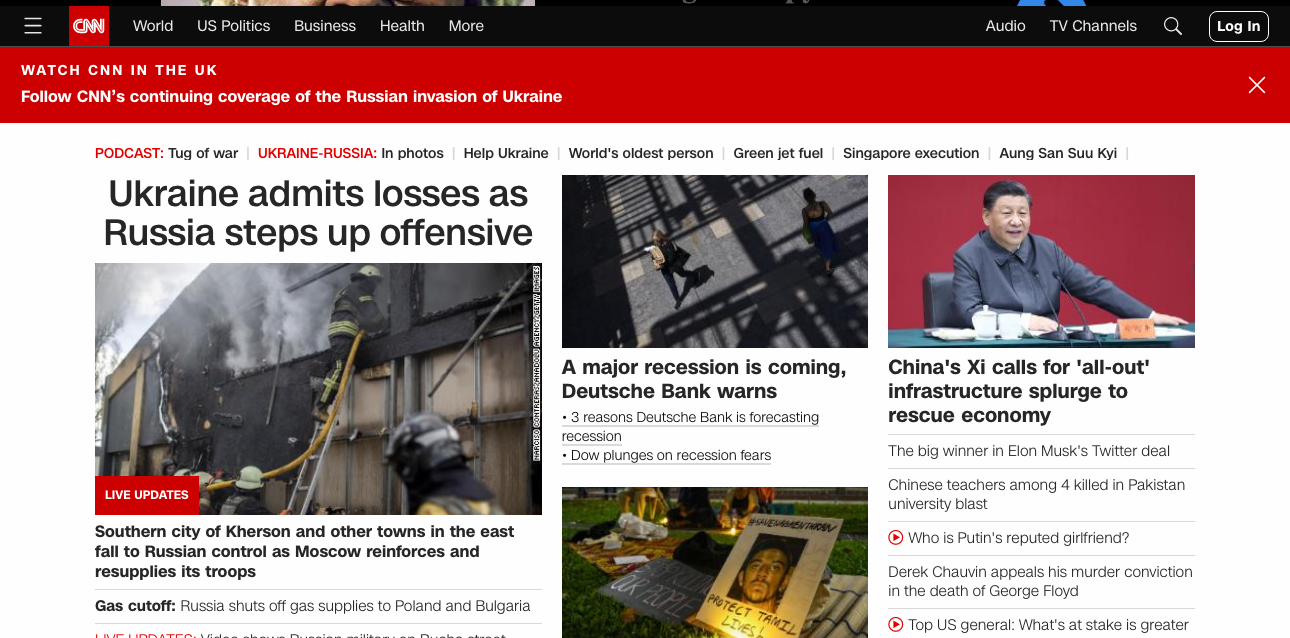 CNN World US Politics Business Health More Audio TV Channels Log In
WATCH CNN IN THE UK
Follow CNN’s continuing coverage of the Russian invasion of Ukraine
PODCAST: Tug of war | UKRAINE-RUSSIA: In photos | Help Ukraine | World's oldest person | Green jet fuel | Singapore execution | Aung San Suu Kyi |
Ukraine admits losses as
Russia steps up offensive
NARCISO CONTRERAS/ANADOLU AGENCY/GETTY IMAGES
LIVE UPDATES
Southern city of Kherson and other towns in the east
fall to Russian control as Moscow reinforces and
resupplies its troops
Gas cutoff: Russia shuts off gas supplies to Poland and Bulgaria
LIVE UPDATES: Video shows Russian military on Bucha street
A major recession is coming,
Deutsche Bank warns
• 3 reasons Deutsche Bank is forecasting
recession
• Dow plunges on recession fears
PROTECT TAMIL
LIVES!
China's Xi calls for 'all-out'
infrastructure splurge to
rescue economy
The big winner in Elon Musk's Twitter deal
Chinese teachers among 4 killed in Pakistan
university blast
Who is Putin's reputed girlfriend?
Derek Chauvin appeals his murder conviction
in the death of George Floyd
Top US general: What's at stake is greater